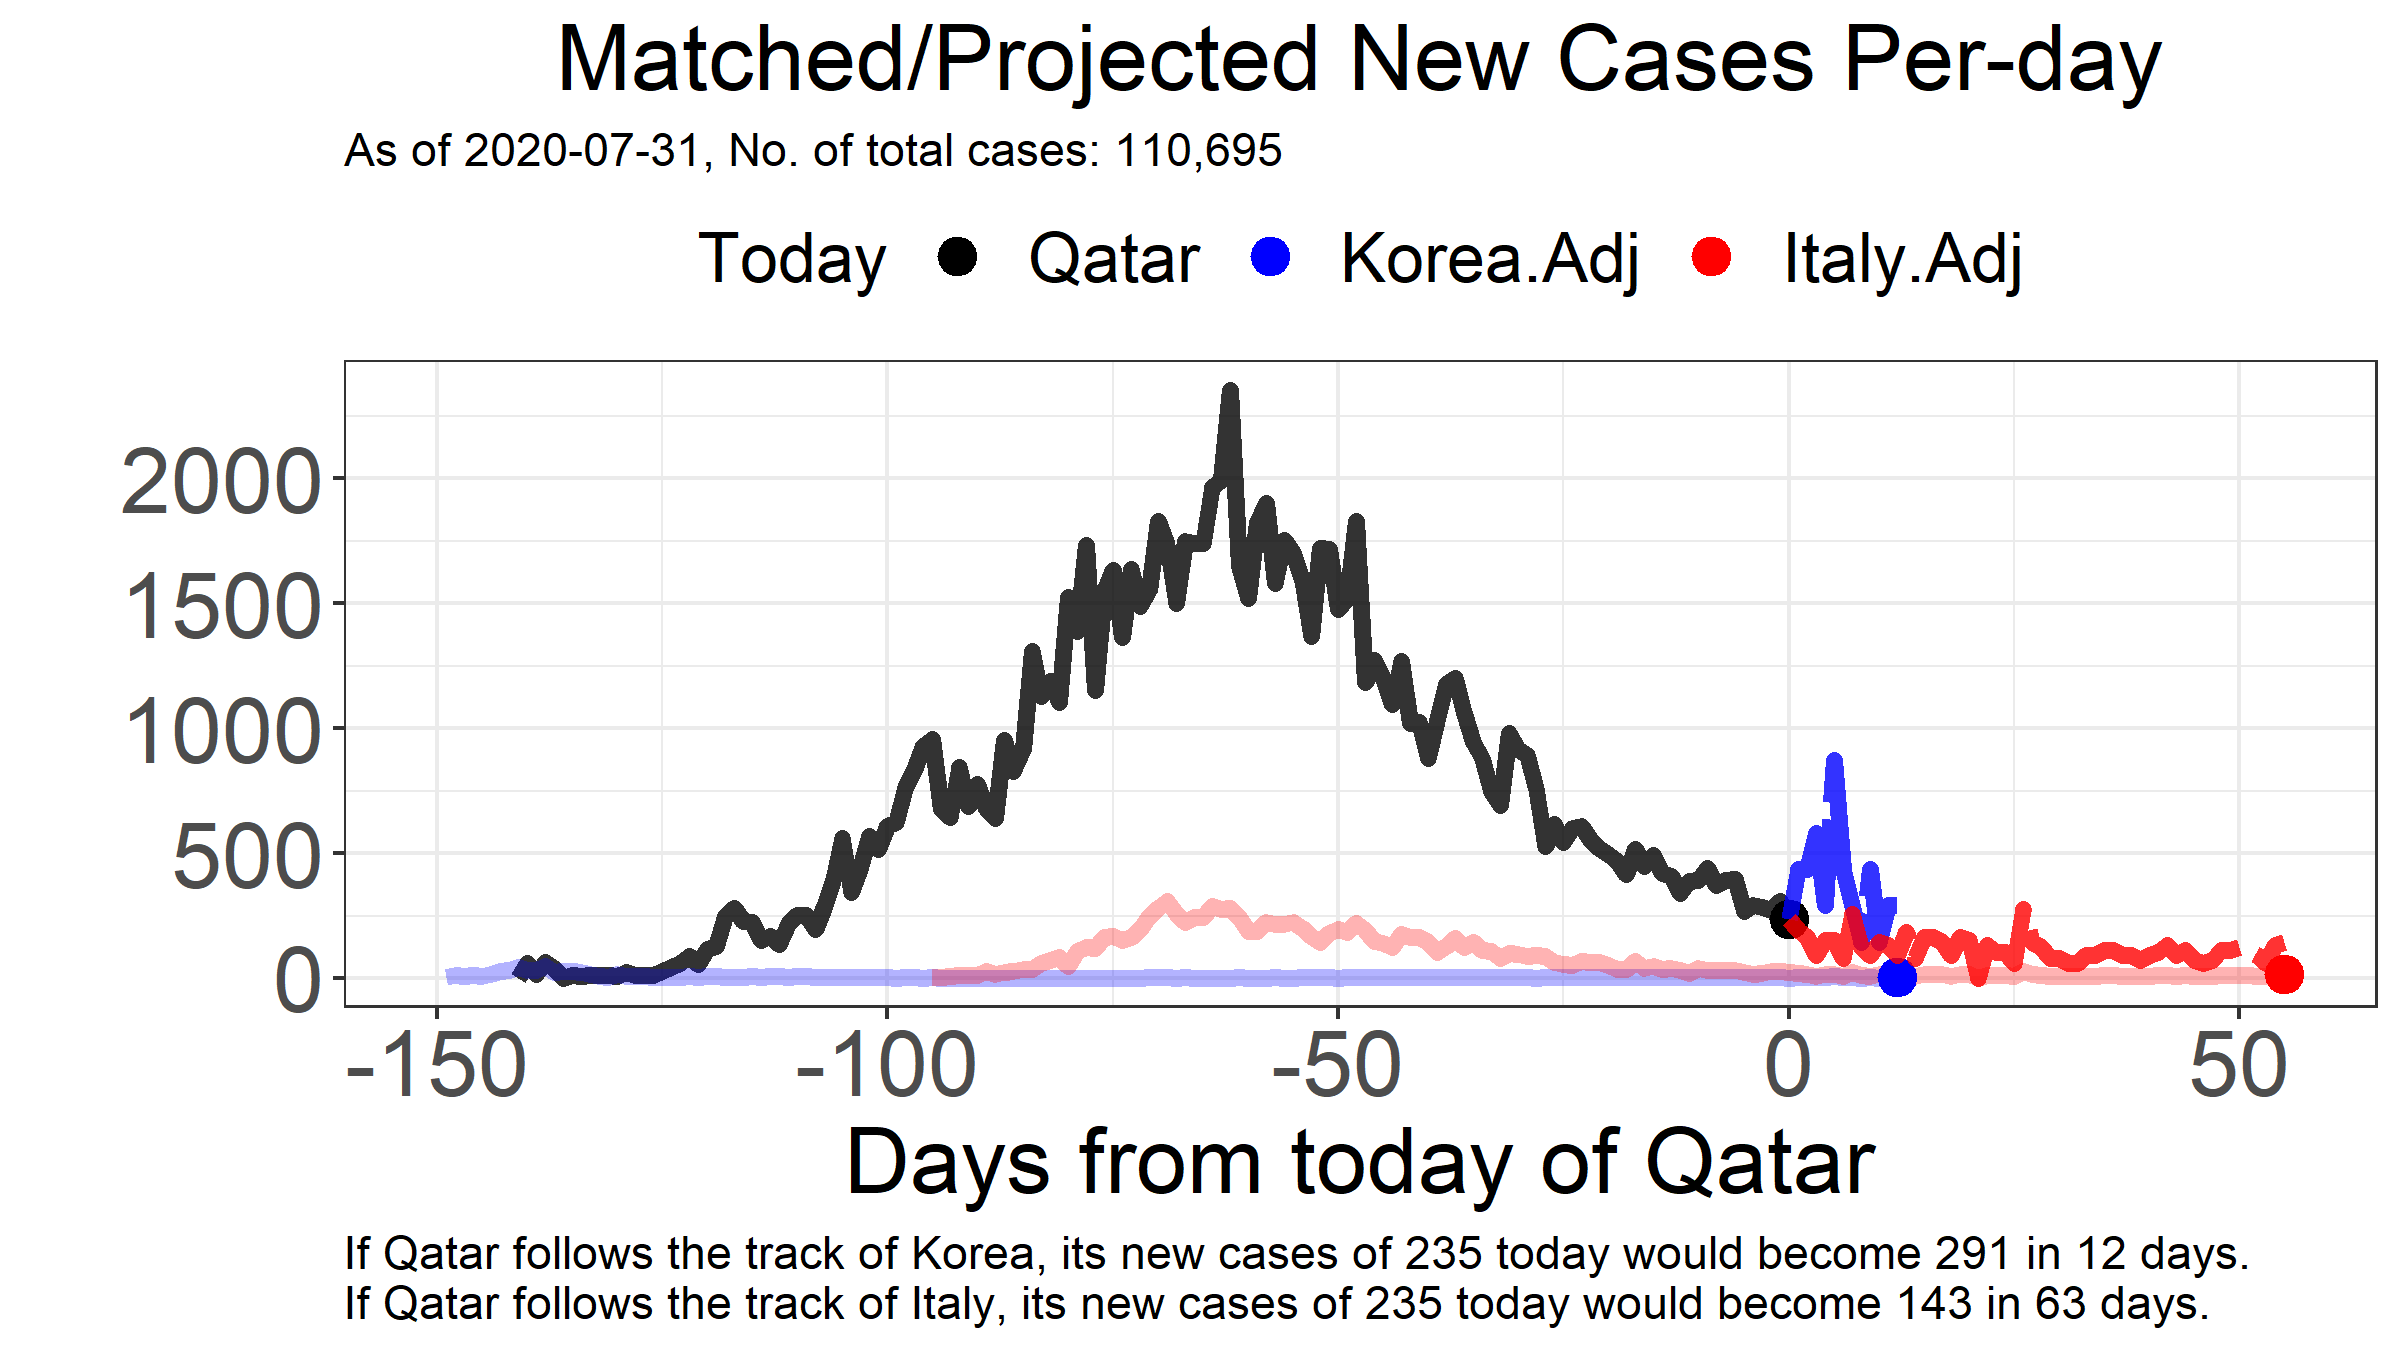 Matched/Projected New Cases Per-day
As of 2020-07-31, No. of total cases: 110,695
Today Qatar Korea.Adj Italy.Adj
2000
1500
1000
500
0
-150 -100 -50 0 50
Days from today of Qatar
If Qatar follows the track of Korea, its new cases of 235 today would become 291 in 12 days.
If Qatar follows the track of Italy, its new cases of 235 today would become 143 in 63 days.